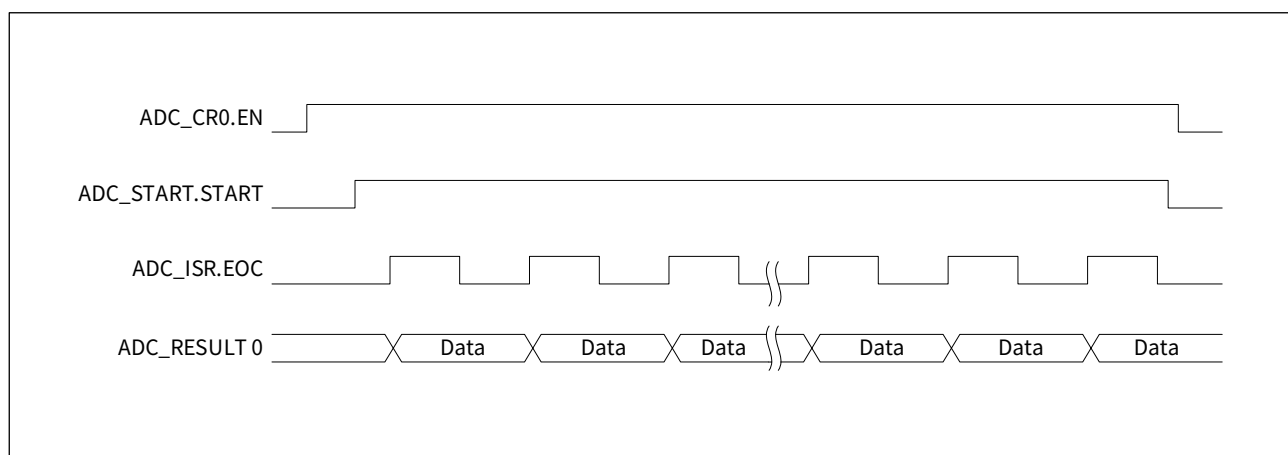 ADC_CR0.EN
ADC_START.START
ADC_ISR.EOC
ADC_RESULT 0 Data Data Data Data Data Data